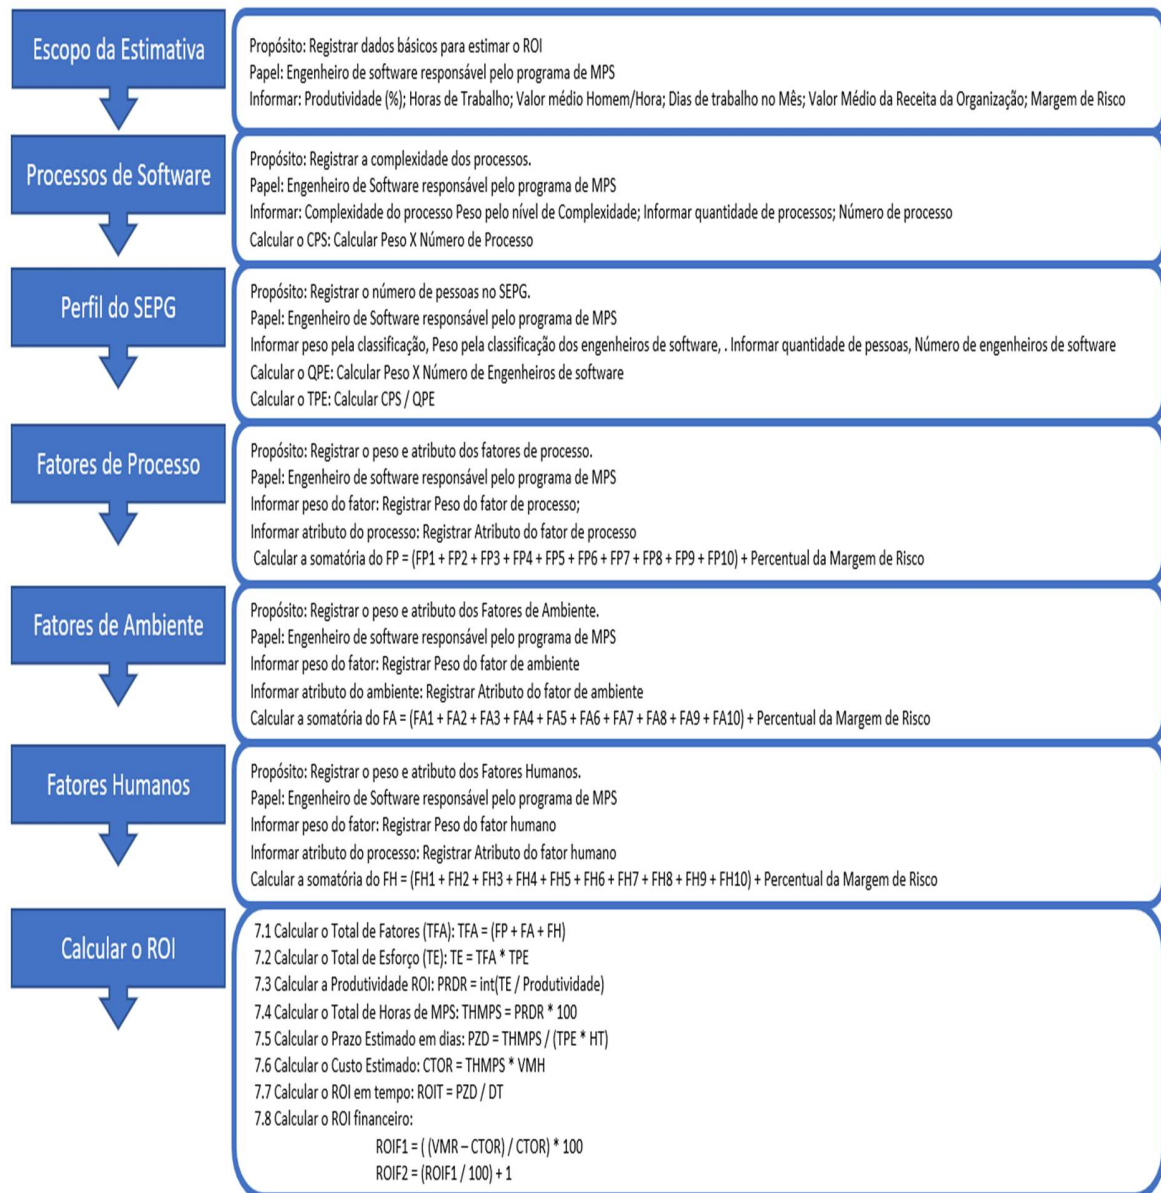 Escopo da Estimativa
Propósito: Registrar dados básicos para estimar o ROI
Papel: Engenheiro de software responsável pelo programa de MPS
Informar: Produtividade (%); Horas de Trabalho; Valor médio Homem/Hora; Dias de trabalho no Mês; Valor Médio da Receita da Organização; Margem de Risco
Processos de Software
Propósito: Registrar a complexidade dos processos.
Papel: Engenheiro de Software responsável pelo programa de MPS
Informar: Complexidade do processo Peso pelo nível de Complexidade; Informar quantidade de processos; Número de processo
Calcular o CPS: Calcular Peso X Número de Processo
Perfil do SEPG
Propósito: Registrar o número de pessoas no SEPG.
Papel: Engenheiro de Software responsável pelo programa de MPS
Informar peso pela classificação, Peso pela classificação dos engenheiros de software, . Informar quantidade de pessoas, Número de engenheiros de software
Calcular o QPE: Calcular Peso X Número de Engenheiros de software
Calcular o TPE: Calcular CPS / QPE
Fatores de Processo
Propósito: Registrar o peso e atributo dos fatores de processo.
Papel: Engenheiro de software responsável pelo programa de MPS
Informar peso do fator: Registrar Peso do fator de processo;
Informar atributo do processo: Registrar Atributo do fator de processo
Calcular a somatória do FP = (FP1 + FP2 + FP3 + FP4 + FP5 + FP6 + FP7 + FP8 + FP9 + FP10) + Percentual da Margem de Risco
Fatores de Ambiente
Propósito: Registrar o peso e atributo dos Fatores de Ambiente.
Papel: Engenheiro de software responsável pelo programa de MPS
Informar peso do fator: Registrar Peso do fator de ambiente
Informar atributo do ambiente: Registrar Atributo do fator de ambiente
Calcular a somatória do FA = (FA1 + FA2 + FA3 + FA4 + FA5 + FA6 + FA7 + FA8 + FA9 + FA10) + Percentual da Margem de Risco
Fatores Humanos
Propósito: Registrar o peso e atributo dos Fatores Humanos.
Papel: Engenheiro de Software responsável pelo programa de MPS
Informar peso do fator: Registrar Peso do fator humano
Informar atributo do processo: Registrar Atributo do fator humano
Calcular a somatória do FH = (FH1 + FH2 + FH3 + FH4 + FH5 + FH6 + FH7 + FH8 + FH9 + FH10) + Percentual da Margem de Risco
Calcular o ROI
7.1 Calcular o Total de Fatores (TFA): TFA = (FP + FA + FH)
7.2 Calcular o Total de Esforço (TE): TE = TFA * TPE
7.3 Calcular a Produtividade ROI: PRDR = int(TE / Produtividade)
7.4 Calcular o Total de Horas de MPS: THMPS = PRDR * 100
7.5 Calcular o Prazo Estimado em dias: PZD = THMPS / (TPE * HT)
7.6 Calcular o Custo Estimado: CTOR = THMPS * VMH
7.7 Calcular o ROI em tempo: ROIT = PZD / DT
7.8 Calcular o ROI financeiro:
ROIF1 = ( (VMR – CTOR) / CTOR) * 100
ROIF2 = (ROIF1 / 100) + 1